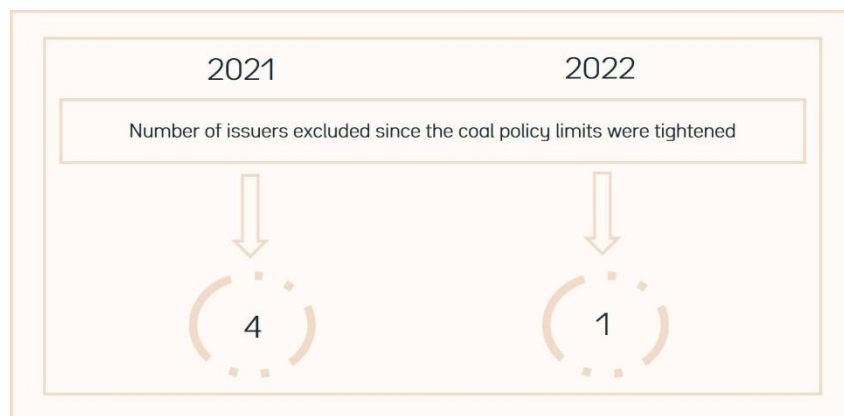 2021 2022
Number of issuers excluded since the coal policy limits were tightened
4 1